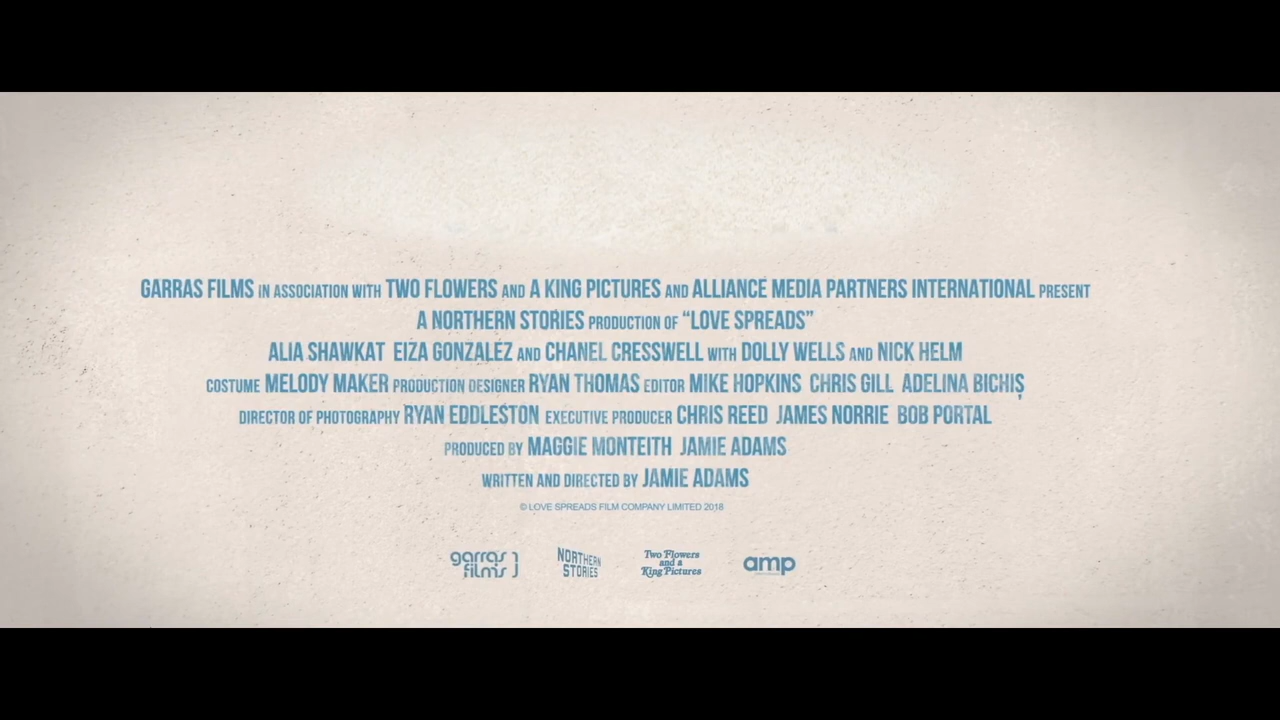 GARRAS FILMS IN ASSOCIATION WITH TWO FLOWERS AND A KING PICTURES AND ALLIANCE MEDIA PARTNERS INTERNATIONAL PRESENT
A NORTHERN STORIES PRODUCTION OF “LOVE SPREADS”
ALIA SHAWKAT EIZA GONZALEZ AND CHANEL CRESSWELL WITH DOLLY WELLS AND NICK HELM
COSTUME MELODY MAKER PRODUCTION DESIGNER RYAN THOMAS EDITOR MIKE HOPKINS CHRIS GILL ADELINA BICHIȘ
DIRECTOR OF PHOTOGRAPHY RYAN EDDLESTON EXECUTIVE PRODUCER CHRIS REED JAMES NORRIE BOB PORTAL
PRODUCED BY MAGGIE MONTEITH JAMIE ADAMS
WRITTEN AND DIRECTED BY JAMIE ADAMS
© LOVE SPREADS FILM COMPANY LIMITED 2018
garras films
NORTHERN STORIES
Two Flowers and a King Pictures
amp